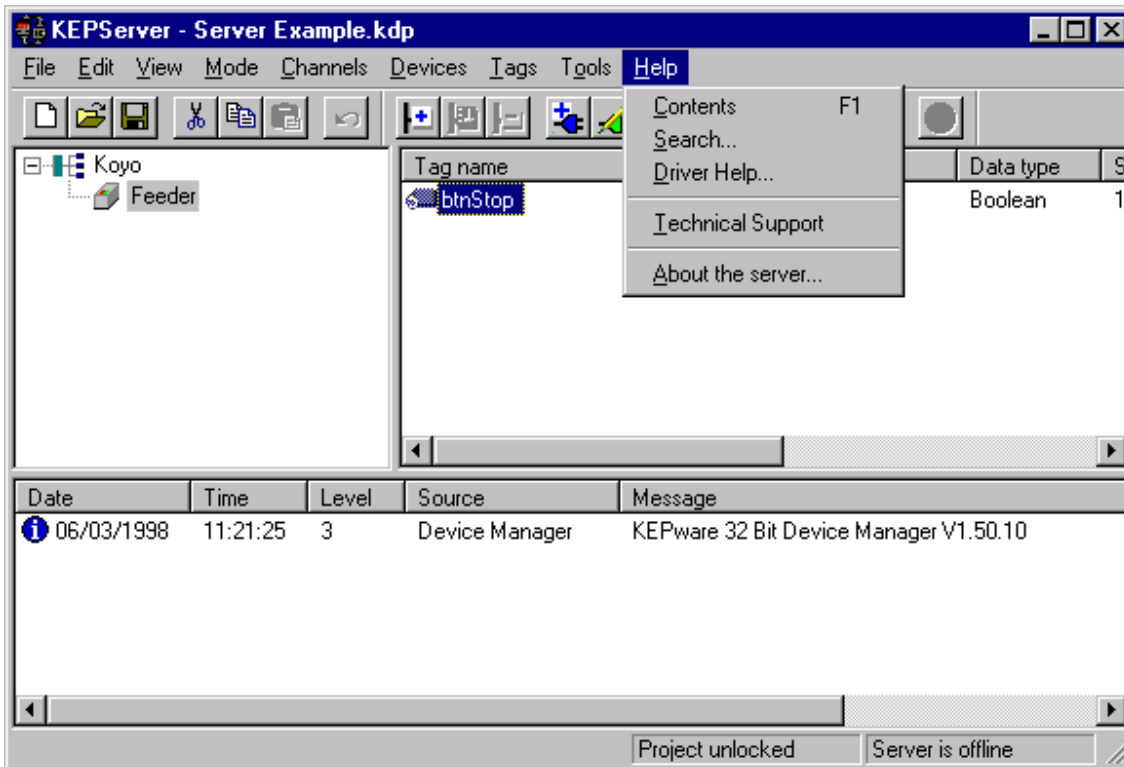 KEPServer - Server Example.kdp
File Edit View Mode Channels Devices Tags Tools Help
Contents F1
Search...
Driver Help...
Technical Support
About the server...
Koyo
Feeder
Tag name Data type S
btnStop Boolean 1
Date Time Level Source Message
06/03/1998 11:21:25 3 Device Manager KEPware 32 Bit Device Manager V1.50.10
Project unlocked Server is offline